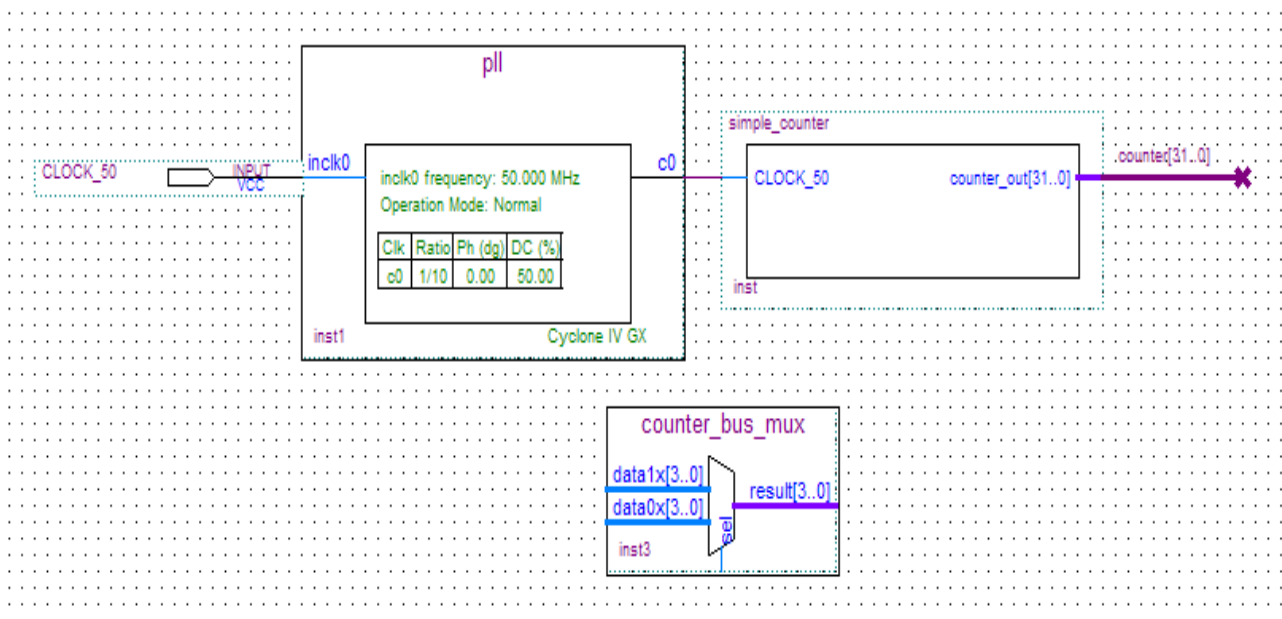 pll
simple_counter
CLOCK_50
INPUT
VCC
inclk0
c0
inclk0 frequency: 50.000 MHz
Operation Mode: Normal
Clk Ratio Ph (dg) DC (%)
c0 1/10 0.00 50.00
inst1
Cyclone IV GX
CLOCK_50
counter_out[31..0]
counter[31..0]
inst
counter_bus_mux
data1x[3..0]
data0x[3..0]
result[3..0]
sel
inst3